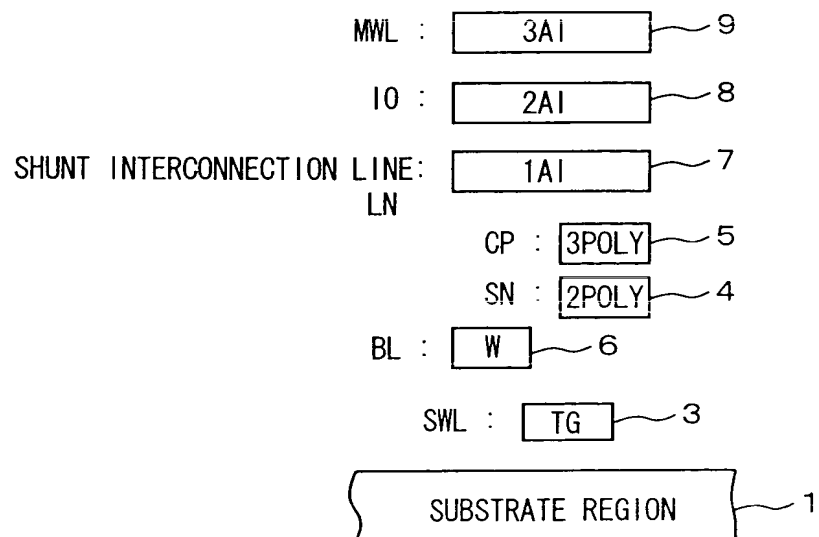 MWL : 3Al 9
IO : 2Al 8
SHUNT INTERCONNECTION LINE: 1Al 7
LN
CP : 3POLY 5
SN : 2POLY 4
BL : W 6
SWL : TG 3
SUBSTRATE REGION 1